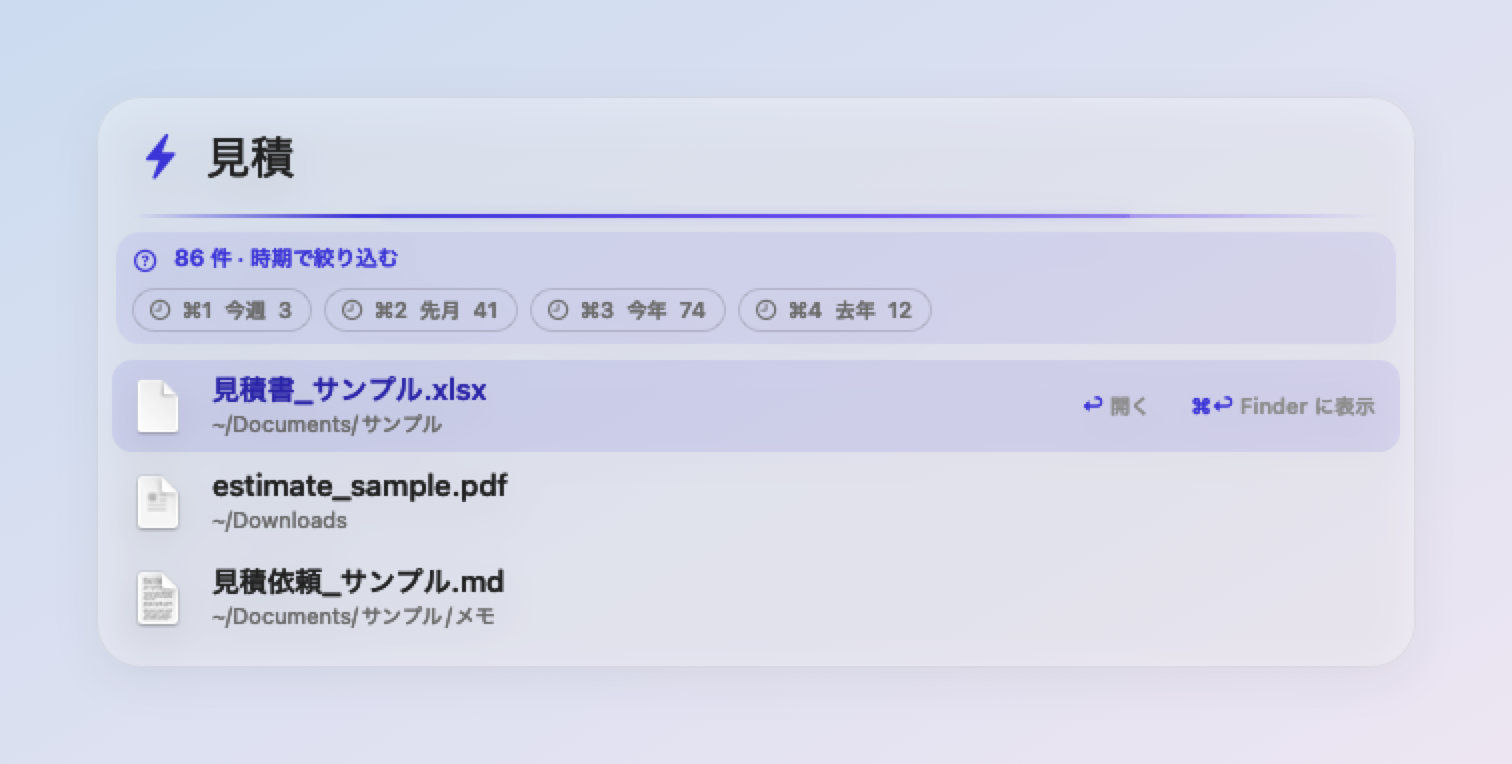 見積
86 件 · 時期で絞り込む
⌘1 今週 3 ⌘2 先月 41 ⌘3 今年 74 ⌘4 去年 12
見積書_サンプル.xlsx
~/Documents/サンプル
↩ 開く ⌘↩ Finder に表示
estimate_sample.pdf
~/Downloads
見積依頼_サンプル.md
~/Documents/サンプル/メモ